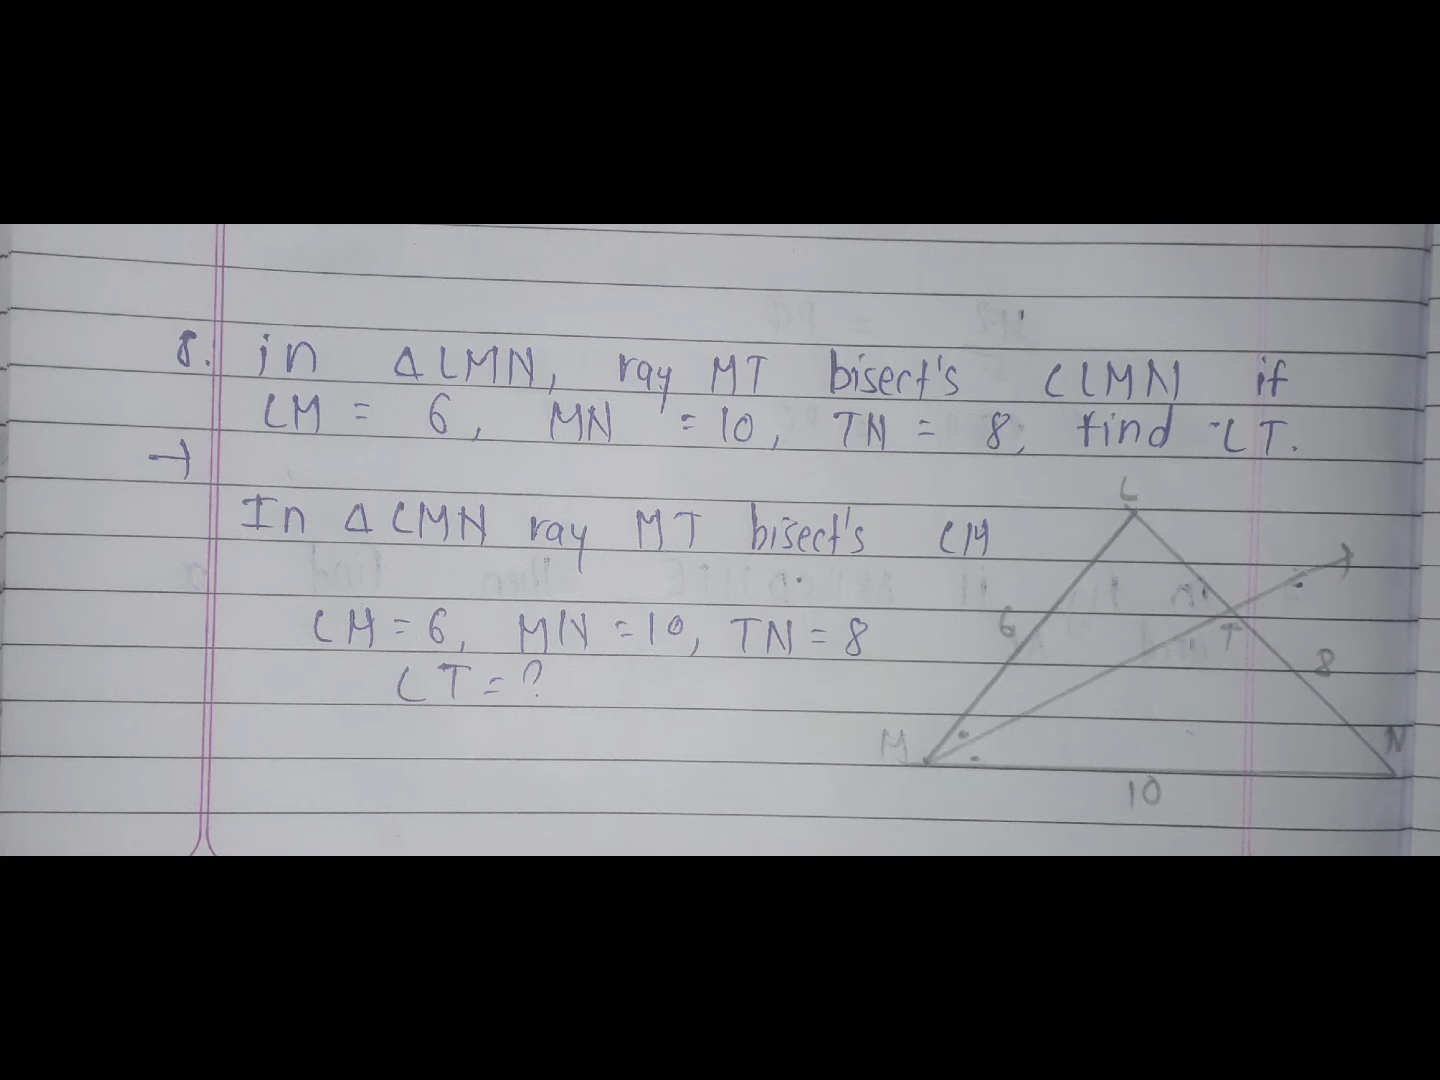 8. in Δ LMN, ray MT bisect's ∠LMN if
LM = 6, MN = 10, TN = 8, find LT.
→
In Δ LMN ray MT bisect's ∠M
LM = 6, MN = 10, TN = 8
LT = ?
L
6
T
8
M
N
10